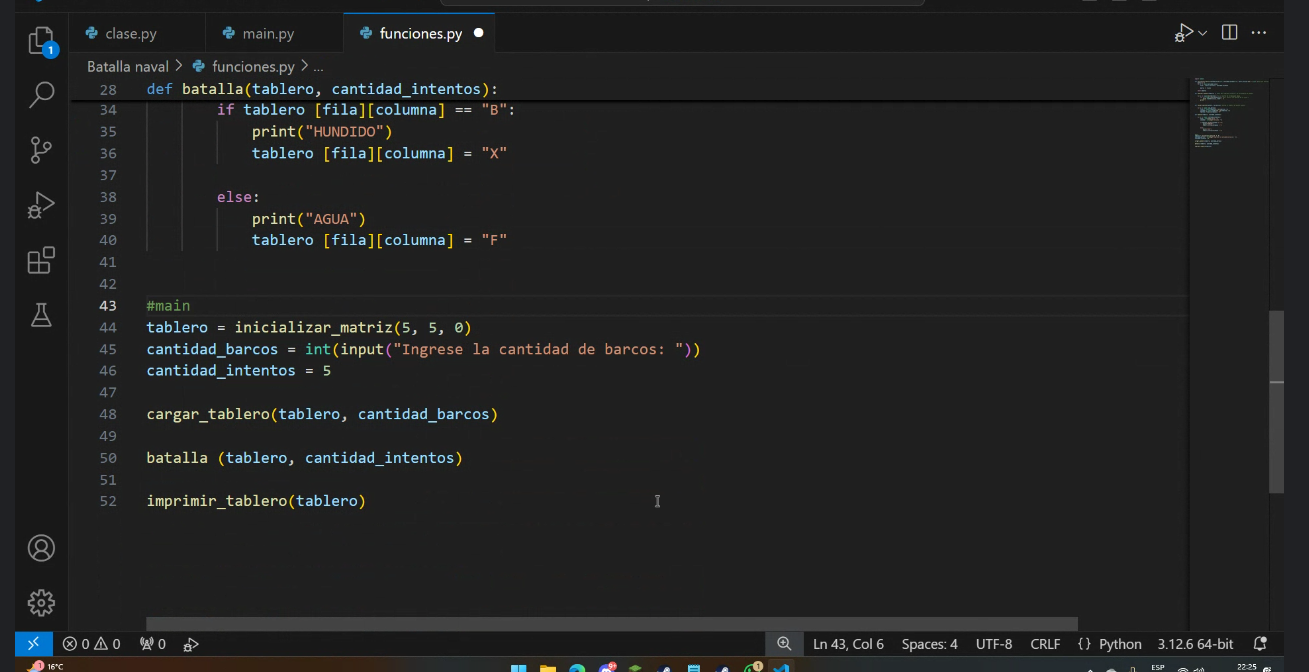 clase.py main.py funciones.py
1
Batalla naval > funciones.py > ...
28 def batalla(tablero, cantidad_intentos):
34 if tablero [fila][columna] == "B":
35 print("HUNDIDO")
36 tablero [fila][columna] = "X"
37
38 else:
39 print("AGUA")
40 tablero [fila][columna] = "F"
41
42
43 #main
44 tablero = inicializar_matriz(5, 5, 0)
45 cantidad_barcos = int(input("Ingrese la cantidad de barcos: "))
46 cantidad_intentos = 5
47
48 cargar_tablero(tablero, cantidad_barcos)
49
50 batalla (tablero, cantidad_intentos)
51
52 imprimir_tablero(tablero)
0 0 0 Ln 43, Col 6 Spaces: 4 UTF-8 CRLF {} Python 3.12.6 64-bit
16°C ESP 22:25